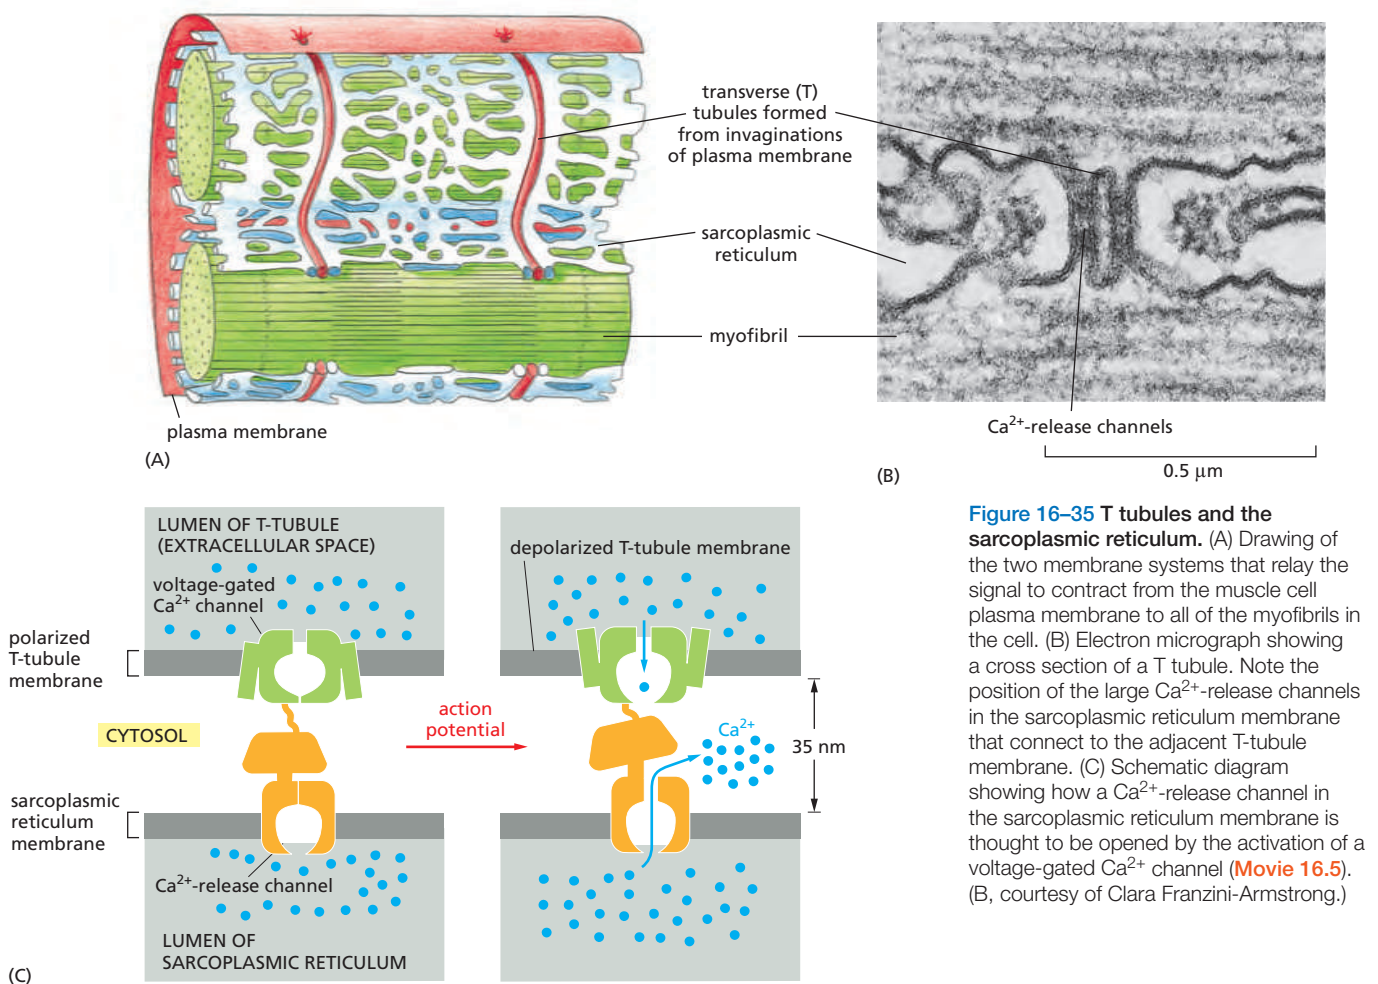 transverse (T)
tubules formed
from invaginations
of plasma membrane
sarcoplasmic
reticulum
myofibril
plasma membrane
(A)
Ca²⁺-release channels
0.5 μm
(B)
LUMEN OF T-TUBULE
(EXTRACELLULAR SPACE)
voltage-gated
Ca²⁺ channel
polarized
T-tubule
membrane
CYTOSOL
sarcoplasmic
reticulum
membrane
Ca²⁺-release channel
LUMEN OF
SARCOPLASMIC RETICULUM
action
potential
depolarized T-tubule membrane
Ca²⁺
35 nm
(C)
Figure 16–35 T tubules and the
sarcoplasmic reticulum. (A) Drawing of
the two membrane systems that relay the
signal to contract from the muscle cell
plasma membrane to all of the myofibrils in
the cell. (B) Electron micrograph showing
a cross section of a T tubule. Note the
position of the large Ca²⁺-release channels
in the sarcoplasmic reticulum membrane
that connect to the adjacent T-tubule
membrane. (C) Schematic diagram
showing how a Ca²⁺-release channel in
the sarcoplasmic reticulum membrane is
thought to be opened by the activation of a
voltage-gated Ca²⁺ channel (Movie 16.5).
(B, courtesy of Clara Franzini-Armstrong.)